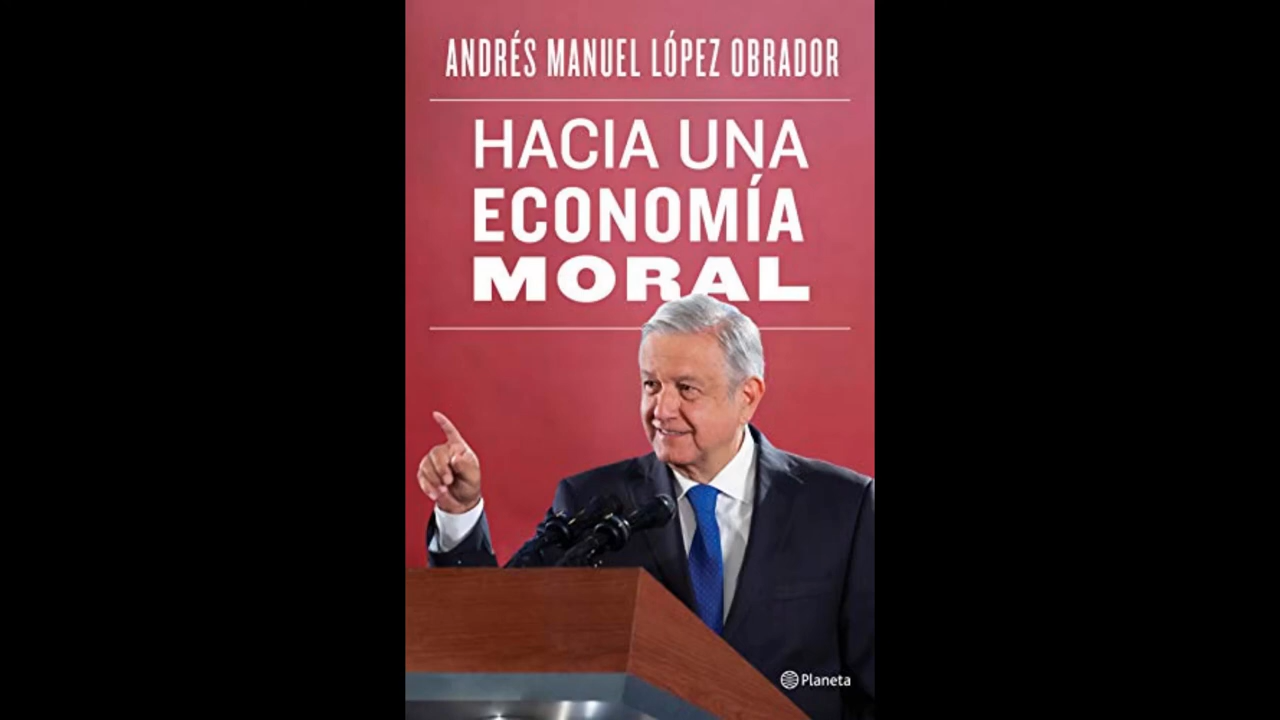 ANDRÉS MANUEL LÓPEZ OBRADOR
HACIA UNA
ECONOMÍA
MORAL
Planeta